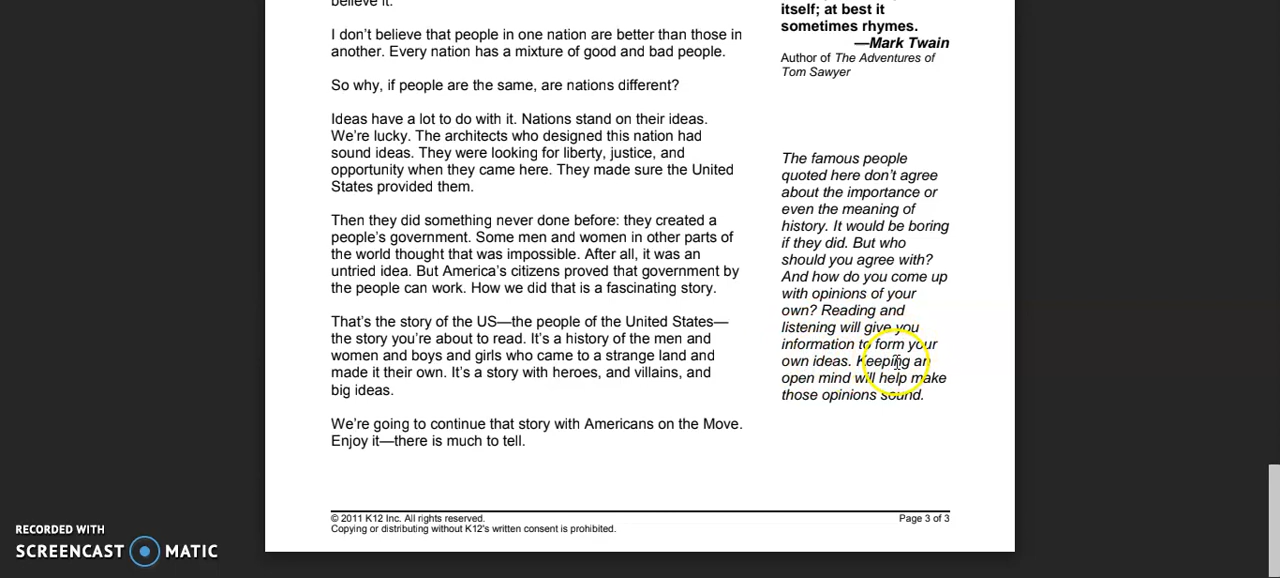 believe it.
I don't believe that people in one nation are better than those in
another. Every nation has a mixture of good and bad people.
So why, if people are the same, are nations different?
Ideas have a lot to do with it. Nations stand on their ideas.
We're lucky. The architects who designed this nation had
sound ideas. They were looking for liberty, justice, and
opportunity when they came here. They made sure the United
States provided them.
Then they did something never done before: they created a
people's government. Some men and women in other parts of
the world thought that was impossible. After all, it was an
untried idea. But America's citizens proved that government by
the people can work. How we did that is a fascinating story.
That's the story of the US—the people of the United States—
the story you're about to read. It's a history of the men and
women and boys and girls who came to a strange land and
made it their own. It's a story with heroes, and villains, and
big ideas.
We're going to continue that story with Americans on the Move.
Enjoy it—there is much to tell.
itself; at best it
sometimes rhymes.
—Mark Twain
Author of The Adventures of
Tom Sawyer
The famous people
quoted here don't agree
about the importance or
even the meaning of
history. It would be boring
if they did. But who
should you agree with?
And how do you come up
with opinions of your
own? Reading and
listening will give you
information to form your
own ideas. Keeping an
open mind will help make
those opinions sound.
© 2011 K12 Inc. All rights reserved.
Copying or distributing without K12's written consent is prohibited.
Page 3 of 3
RECORDED WITH
SCREENCAST MATIC